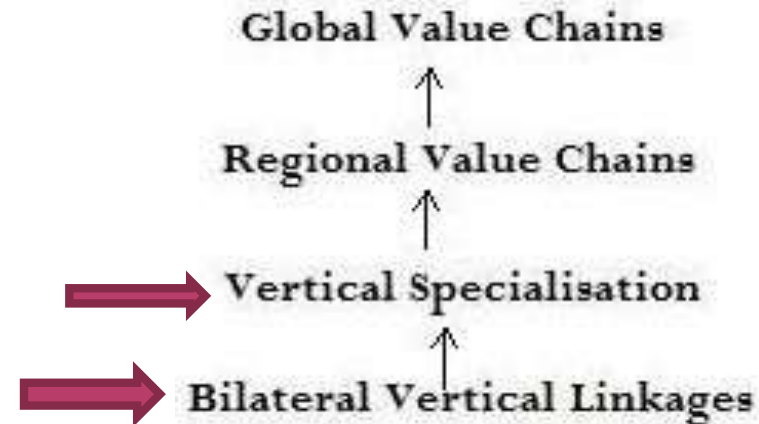 Global Value Chains
Regional Value Chains
Vertical Specialisation
Bilateral Vertical Linkages